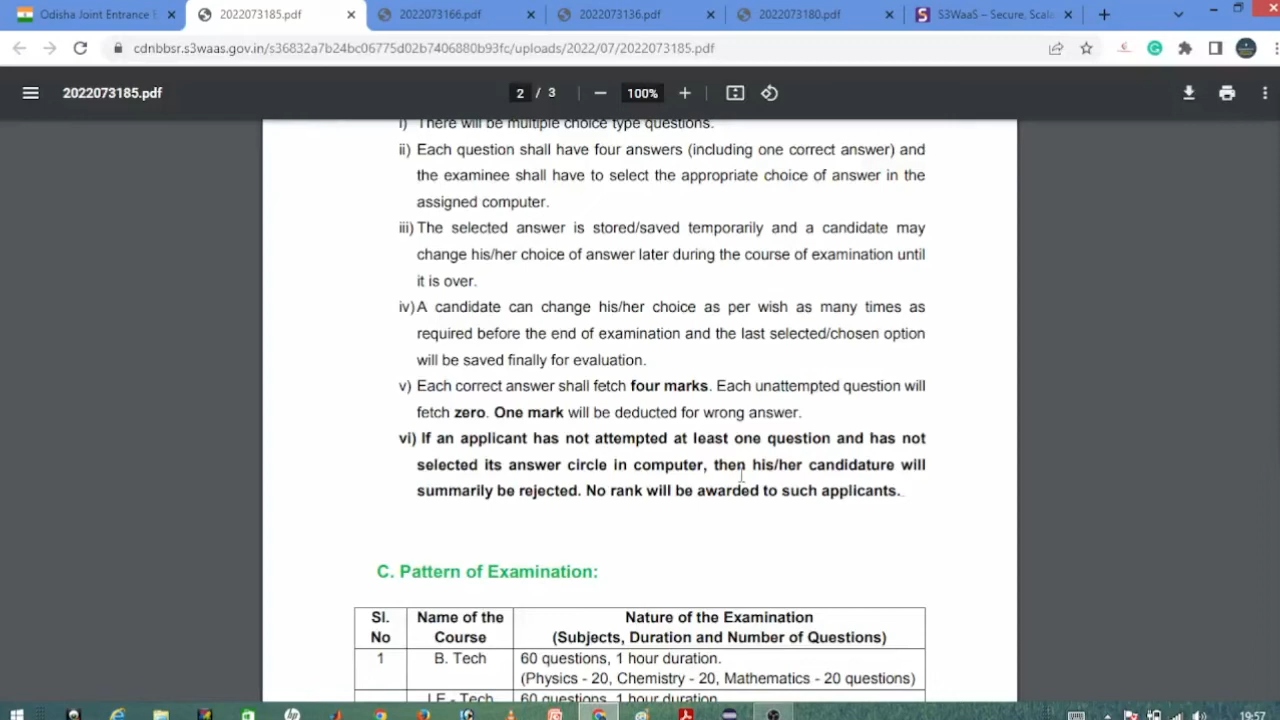 Odisha Joint Entrance E
2022073185.pdf
2022073166.pdf
2022073136.pdf
2022073180.pdf
S3WaaS – Secure, Scala
cdnbbsr.s3waas.gov.in/s36832a7b24bc06775d02b7406880b93fc/uploads/2022/07/2022073185.pdf
2022073185.pdf
2 / 3
100%
i) There will be multiple choice type questions.
ii) Each question shall have four answers (including one correct answer) and
the examinee shall have to select the appropriate choice of answer in the
assigned computer.
iii) The selected answer is stored/saved temporarily and a candidate may
change his/her choice of answer later during the course of examination until
it is over.
iv) A candidate can change his/her choice as per wish as many times as
required before the end of examination and the last selected/chosen option
will be saved finally for evaluation.
v) Each correct answer shall fetch four marks. Each unattempted question will
fetch zero. One mark will be deducted for wrong answer.
vi) If an applicant has not attempted at least one question and has not
selected its answer circle in computer, then his/her candidature will
summarily be rejected. No rank will be awarded to such applicants.
C. Pattern of Examination:
Sl. No
Name of the Course
Nature of the Examination
(Subjects, Duration and Number of Questions)
1
B. Tech
60 questions, 1 hour duration.
(Physics - 20, Chemistry - 20, Mathematics - 20 questions)
LE - Tech
60 questions, 1 hour duration
19:57